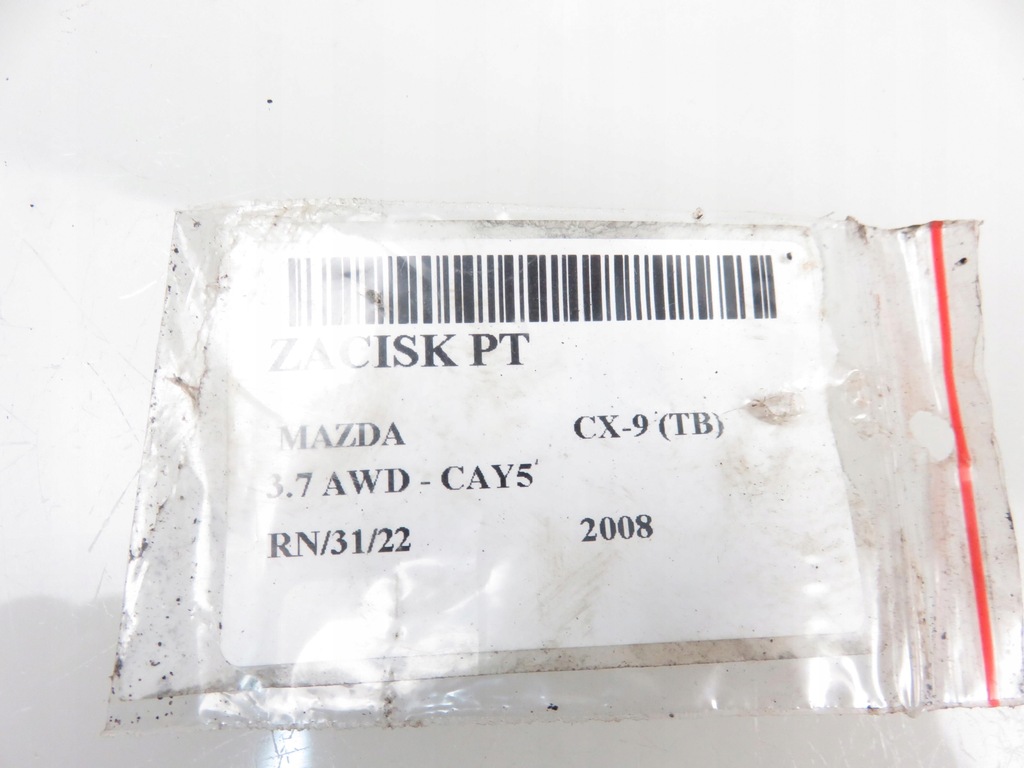 ZACISK PT
MAZDA CX-9 (TB)
3.7 AWD - CAY5
RN/31/22 2008